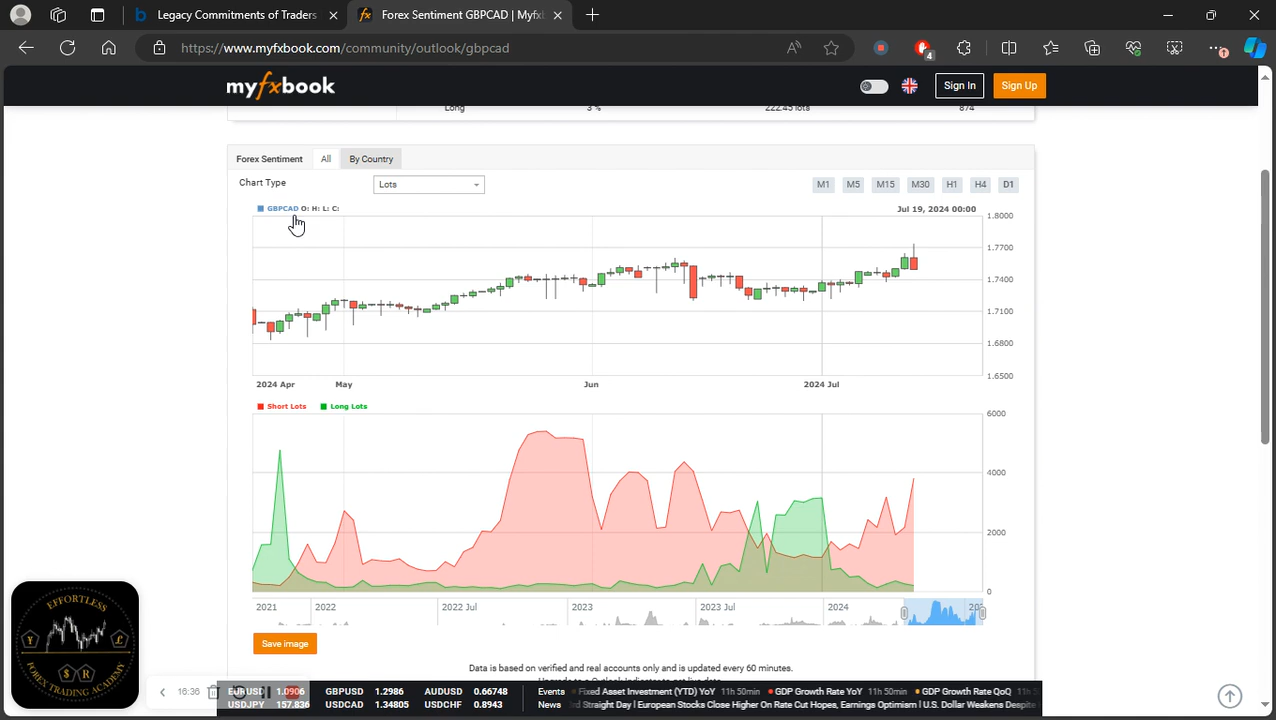 Legacy Commitments of Traders
Forex Sentiment GBPCAD | Myfxb
https://www.myfxbook.com/community/outlook/gbpcad
4
myfxbook
Sign In
Sign Up
Long 3 % 222.45 lots 874
Forex Sentiment All By Country
Chart Type Lots M1 M5 M15 M30 H1 H4 D1
GBPCAD O: H: L: C: Jul 19, 2024 00:00
1.8000
1.7700
1.7400
1.7100
1.6800
1.6500
2024 Apr May Jun 2024 Jul
Short Lots Long Lots
6000
4000
2000
0
2021 2022 2022 Jul 2023 2023 Jul 2024
Save image
Data is based on verified and real accounts only and is updated every 60 minutes.
EFFORTLESS
¥ £
$ R
FOREX TRADING ACADEMY
16:36
EURUSD 1.0906 GBPUSD 1.2986 AUDUSD 0.66792 Events Fixed Asset Investment (YTD) YoY 11h 50min GDP Growth Rate YoY 11h 50min GDP Growth Rate QoQ 11h
USDJPY 157.836 USDCAD 1.34805 USDCHF 0.8943 News Straight Day | European Stocks Close Higher On Rate Cut Hopes, Earnings Optimism | U.S. Dollar Weakens Despite